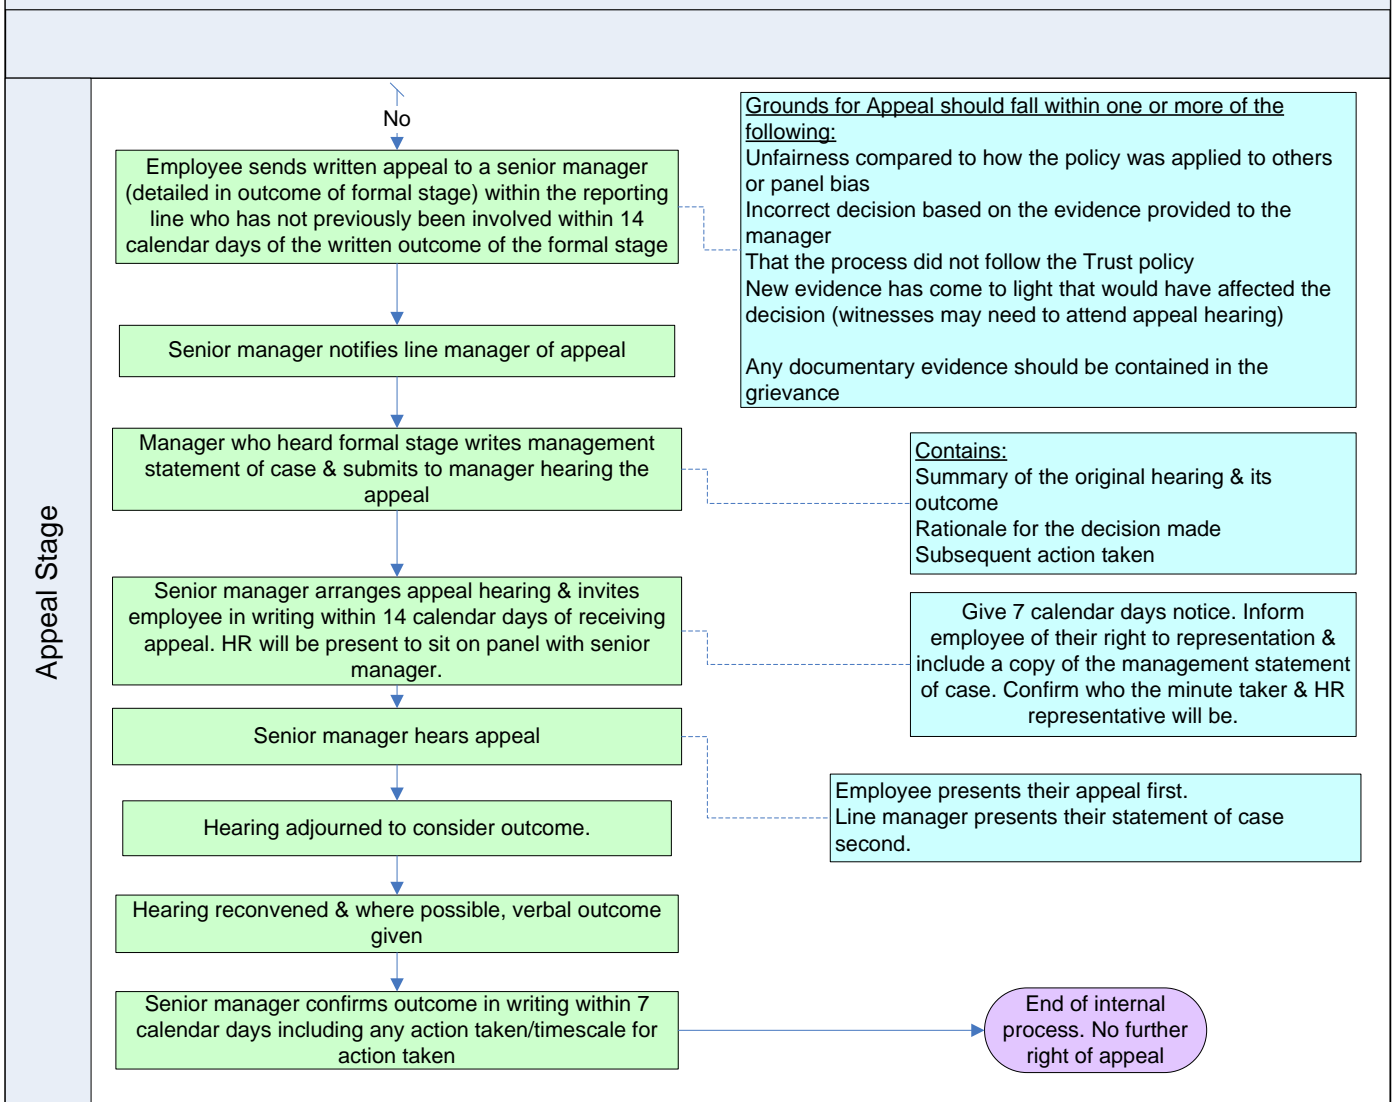 Appeal Stage
No
Employee sends written appeal to a senior manager
(detailed in outcome of formal stage) within the reporting
line who has not previously been involved within 14
calendar days of the written outcome of the formal stage
Grounds for Appeal should fall within one or more of the
following:
Unfairness compared to how the policy was applied to others
or panel bias
Incorrect decision based on the evidence provided to the
manager
That the process did not follow the Trust policy
New evidence has come to light that would have affected the
decision (witnesses may need to attend appeal hearing)
Any documentary evidence should be contained in the
grievance
Senior manager notifies line manager of appeal
Manager who heard formal stage writes management
statement of case & submits to manager hearing the
appeal
Contains:
Summary of the original hearing & its
outcome
Rationale for the decision made
Subsequent action taken
Senior manager arranges appeal hearing & invites
employee in writing within 14 calendar days of receiving
appeal. HR will be present to sit on panel with senior
manager.
Give 7 calendar days notice. Inform
employee of their right to representation &
include a copy of the management statement
of case. Confirm who the minute taker & HR
representative will be.
Senior manager hears appeal
Employee presents their appeal first.
Line manager presents their statement of case
second.
Hearing adjourned to consider outcome.
Hearing reconvened & where possible, verbal outcome
given
Senior manager confirms outcome in writing within 7
calendar days including any action taken/timescale for
action taken
End of internal
process. No further
right of appeal